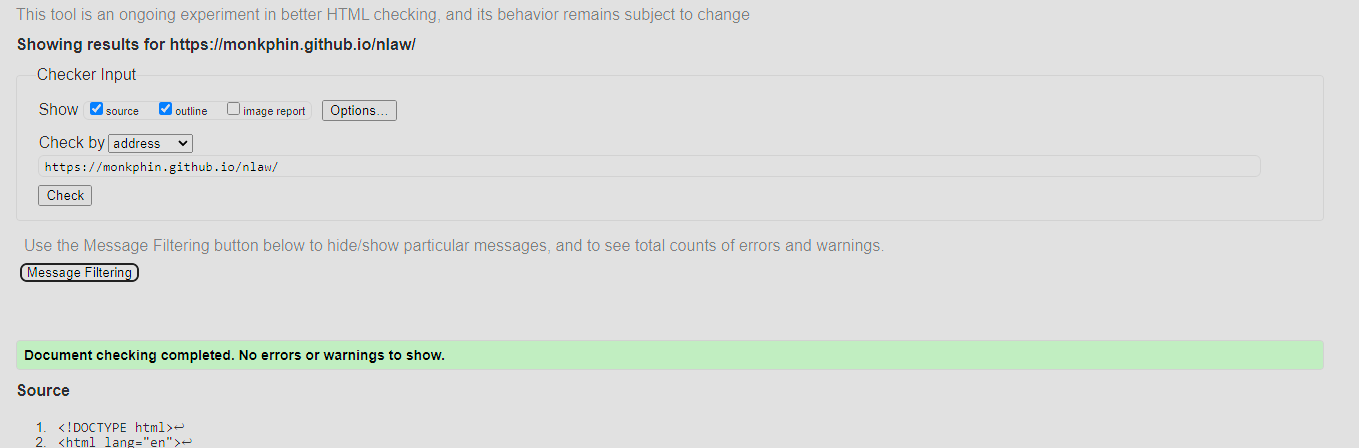 This tool is an ongoing experiment in better HTML checking, and its behavior remains subject to change
Showing results for https://monkphin.github.io/nlaw/
Checker Input
Show source outline image report Options...
Check by address
https://monkphin.github.io/nlaw/
Check
Use the Message Filtering button below to hide/show particular messages, and to see total counts of errors and warnings.
Message Filtering
Document checking completed. No errors or warnings to show.
Source
1. <!DOCTYPE html>↩
2. <html lang="en">↩